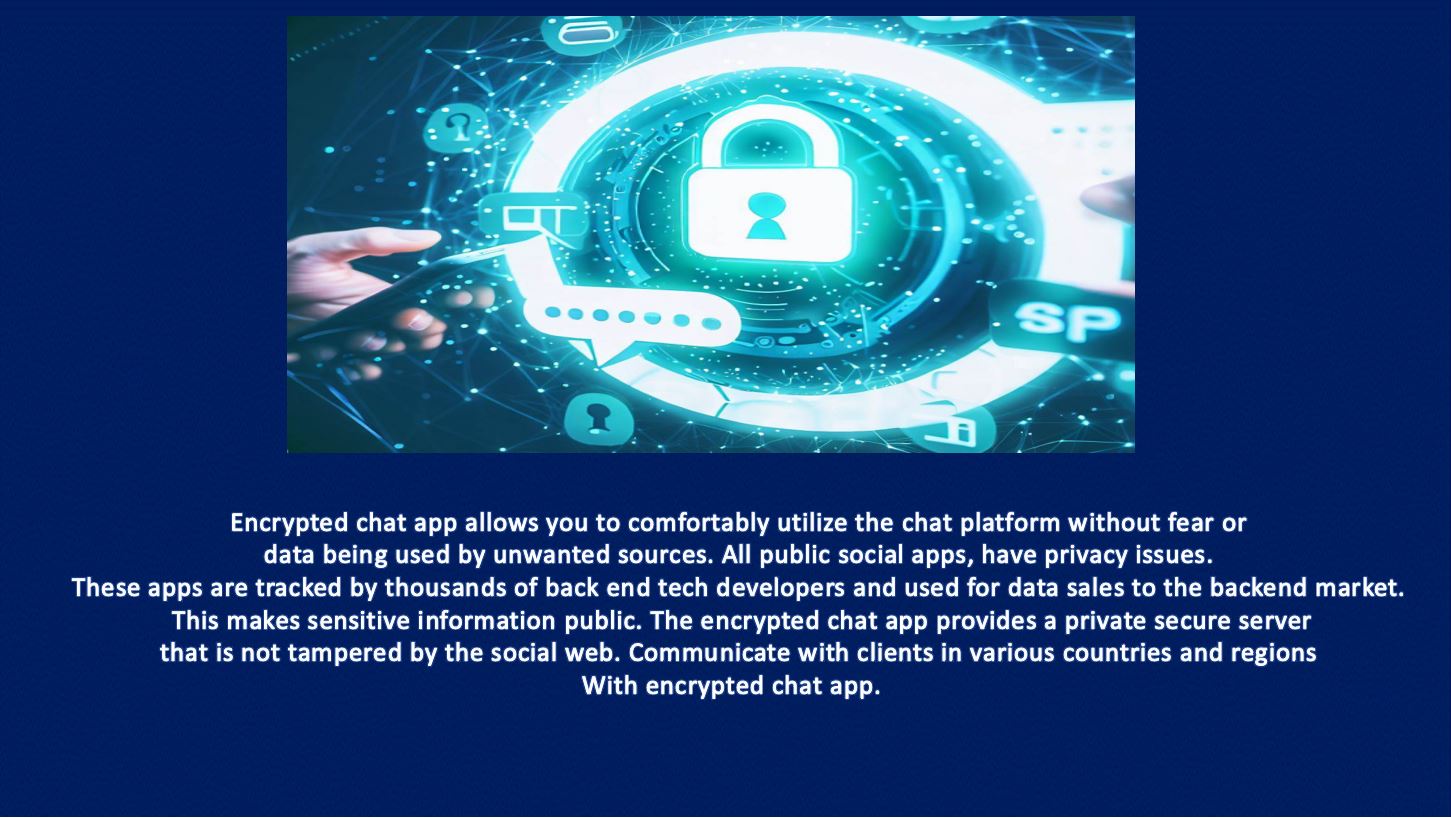 SP
Encrypted chat app allows you to comfortably utilize the chat platform without fear or
data being used by unwanted sources. All public social apps, have privacy issues.
These apps are tracked by thousands of back end tech developers and used for data sales to the backend market.
This makes sensitive information public. The encrypted chat app provides a private secure server
that is not tampered by the social web. Communicate with clients in various countries and regions
With encrypted chat app.